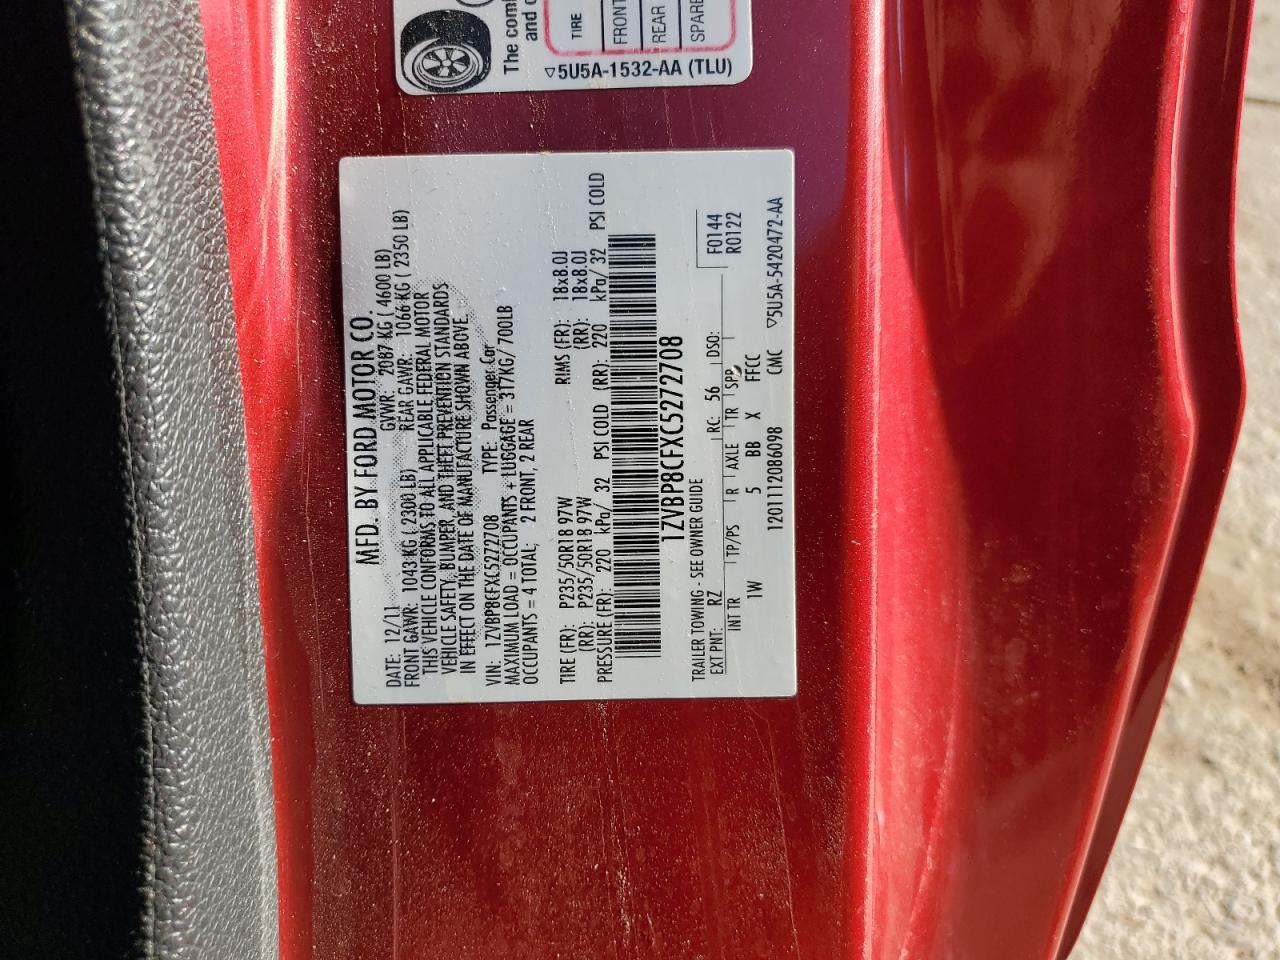 MFD. BY FORD MOTOR CO.
DATE: 12/11 GVWR: 2087 KG ( 4600 LB)
FRONT GAWR: 1043 KG ( 2300 LB) REAR GAWR: 1066 KG ( 2350 LB)
THIS VEHICLE CONFORMS TO ALL APPLICABLE FEDERAL MOTOR
VEHICLE SAFETY, BUMPER, AND THEFT PREVENTION STANDARDS
IN EFFECT ON THE DATE OF MANUFACTURE SHOWN ABOVE.
VIN: 1ZVBP8CFXC5272708 TYPE: Passenger Car
MAXIMUM LOAD = OCCUPANTS + LUGGAGE = 317KG/ 700LB
OCCUPANTS = 4 TOTAL; 2 FRONT, 2 REAR
TIRE (FR): P235/50R18 97W RIMS (FR): 18x8.0J
(RR): P235/50R18 97W (RR): 18x8.0J
PRESSURE (FR): 220 kPa/ 32 PSI COLD (RR): 220 kPa/ 32 PSI COLD
1ZVBP8CFXC5272708
TRAILER TOWING - SEE OWNER GUIDE F0144
EXT PNT: RZ RC: 56 DSO: R0122
INT TR TP/PS R AXLE TR SPR
1W 5 BB X FFCC
1201112086098 CMC ▽5U5A-5420472-AA
The com
and
TIRE
FRONT
REAR
SPARE
▽5U5A-1532-AA (TLU)